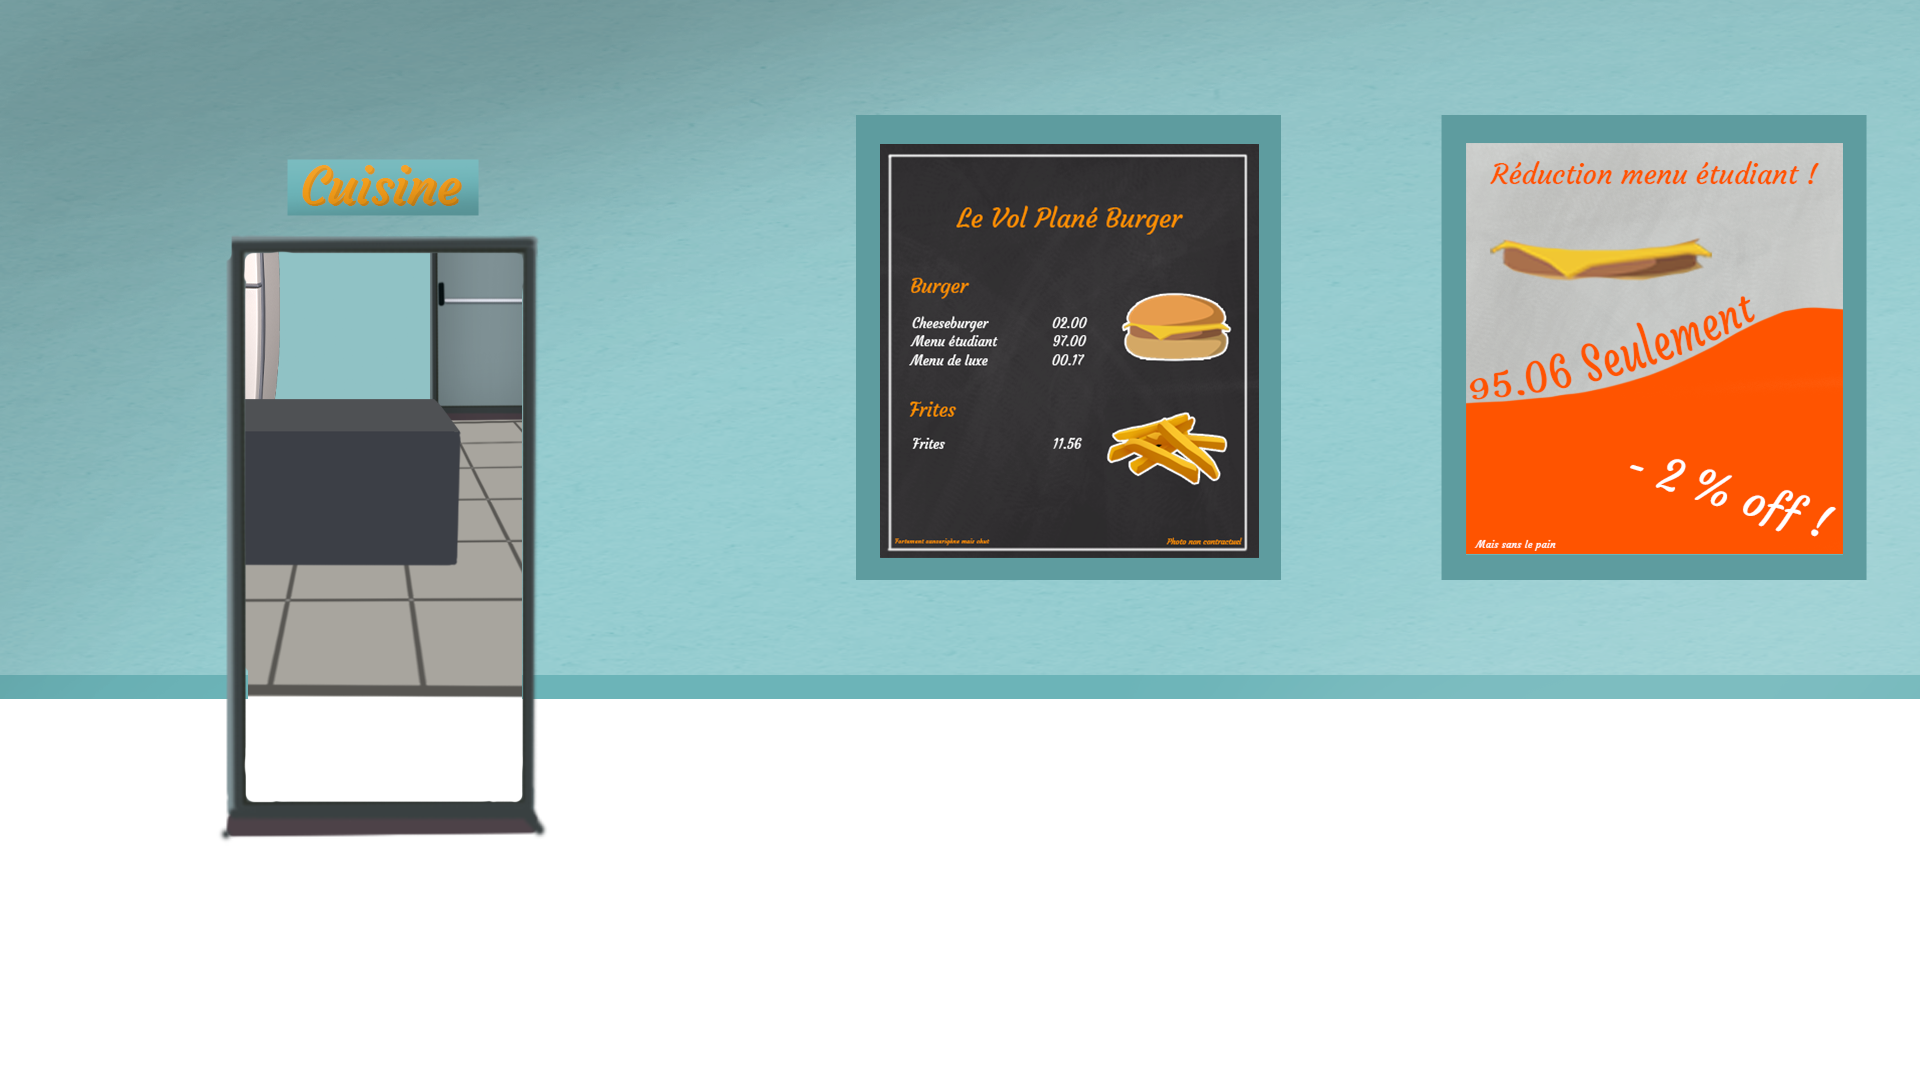 Cuisine
Le Vol Plané Burger
Burger
Cheeseburger 02.00
Menu étudiant 97.00
Menu de luxe 00.17
Frites
Frites 11.56
Fortement cancérigène mais chut
Photo non contractuel
Réduction menu étudiant !
95.06 Seulement
- 2 % off !
Mais sans le pain